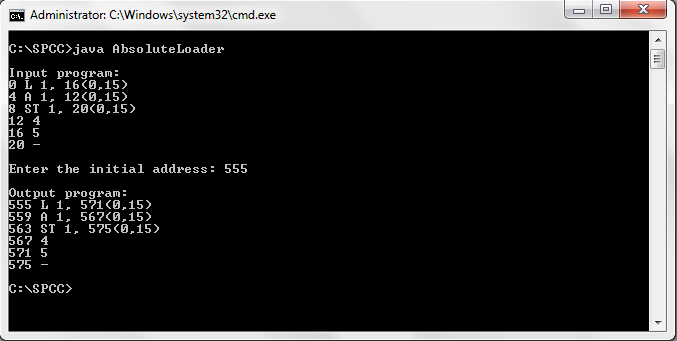 Administrator: C:\Windows\system32\cmd.exe
C:\SPCC>java AbsoluteLoader
Input program:
0 L 1, 16(0,15)
4 A 1, 12(0,15)
8 ST 1, 20(0,15)
12 4
16 5
20 -
Enter the initial address: 555
Output program:
555 L 1, 571(0,15)
559 A 1, 567(0,15)
563 ST 1, 575(0,15)
567 4
571 5
575 -
C:\SPCC>